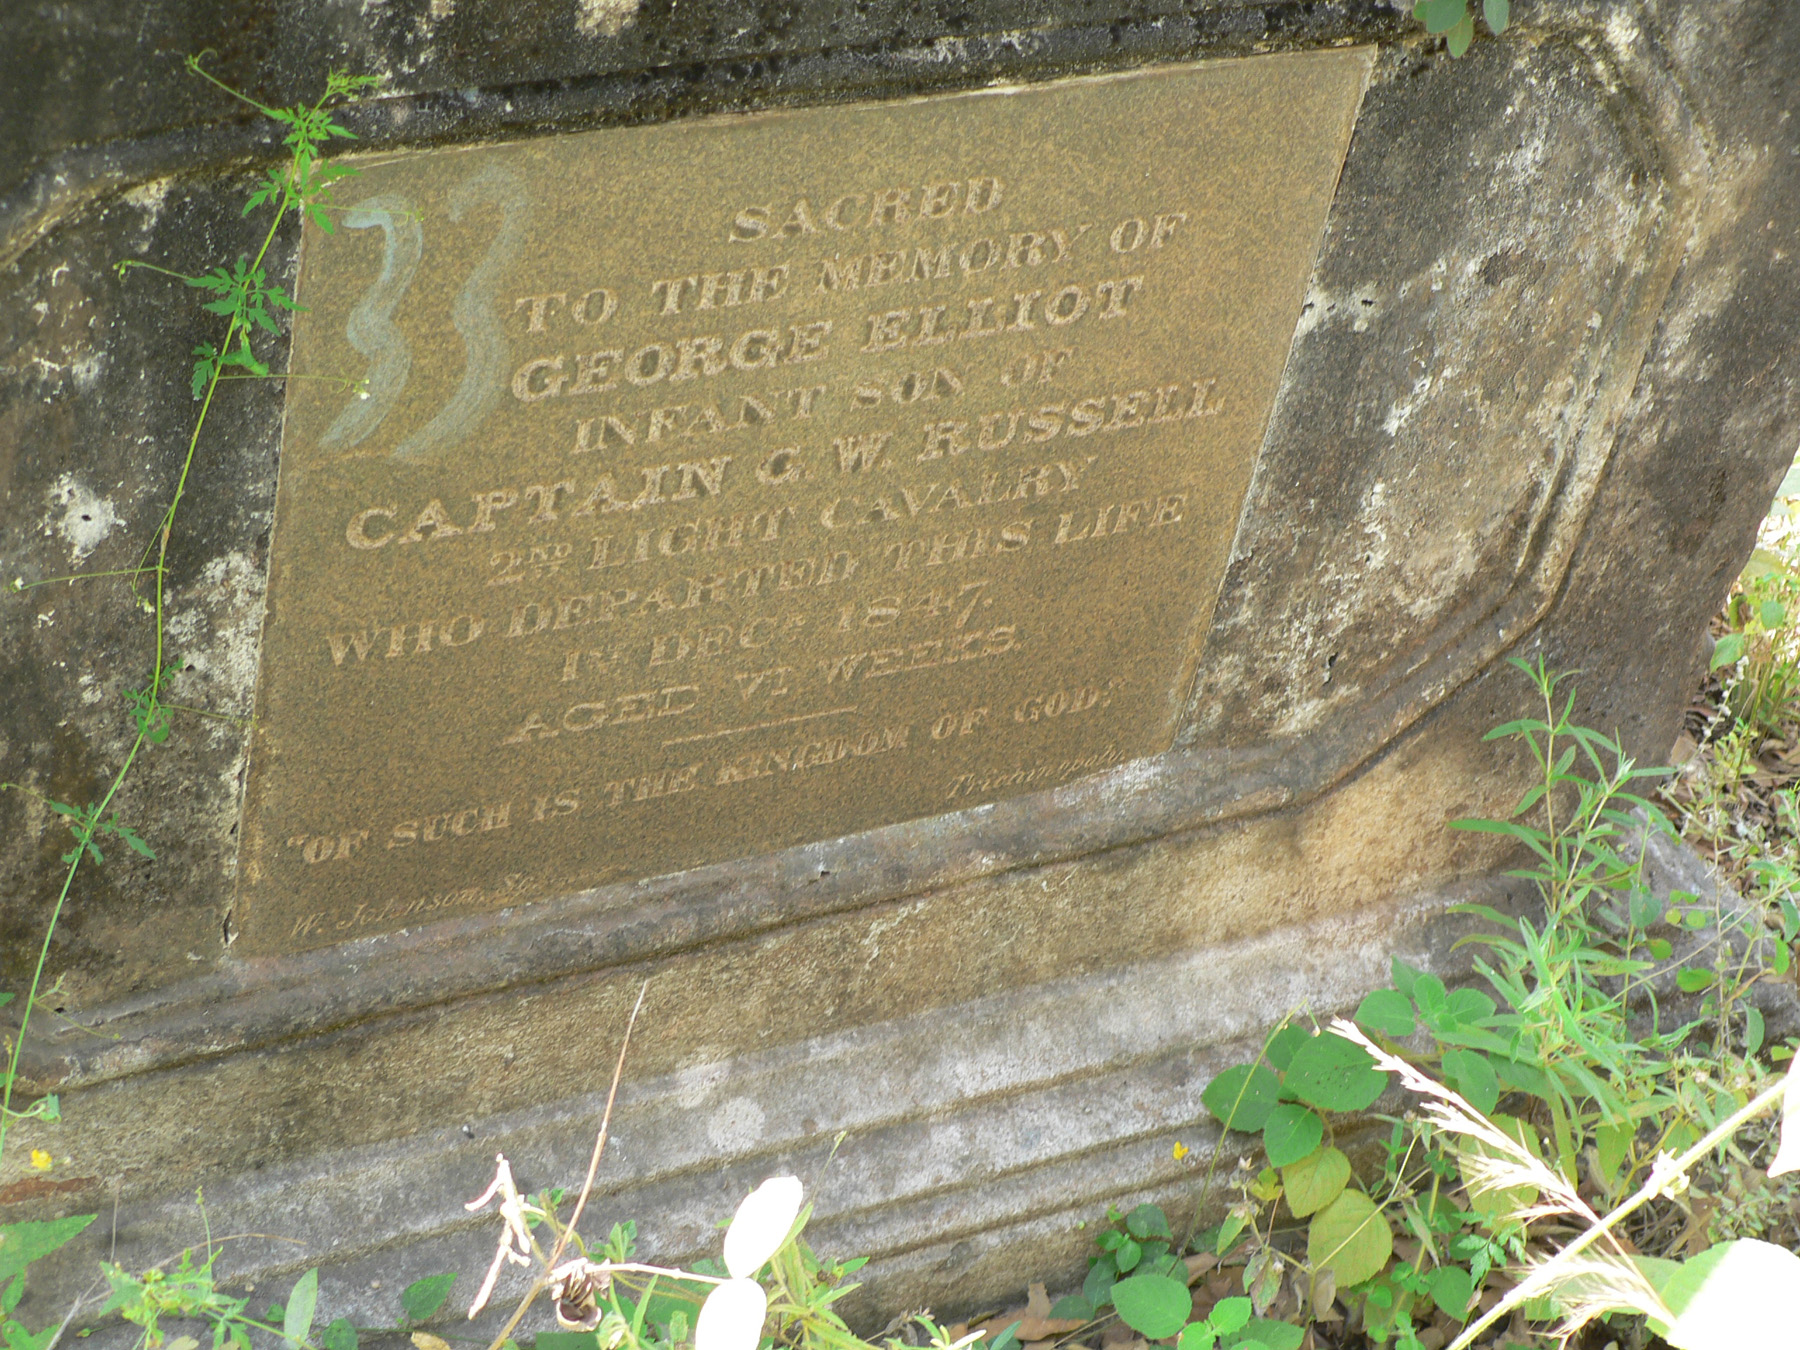 33
SACRED
TO THE MEMORY OF
GEORGE ELLIOT
INFANT SON OF
CAPTAIN G. W. RUSSELL
2ND LIGHT CAVALRY
WHO DEPARTED THIS LIFE
1ST DECR. 1847.
AGED VI WEEKS.
"OF SUCH IS THE KINGDOM OF GOD."
W. Johnson, Sc. Trichinopoly.